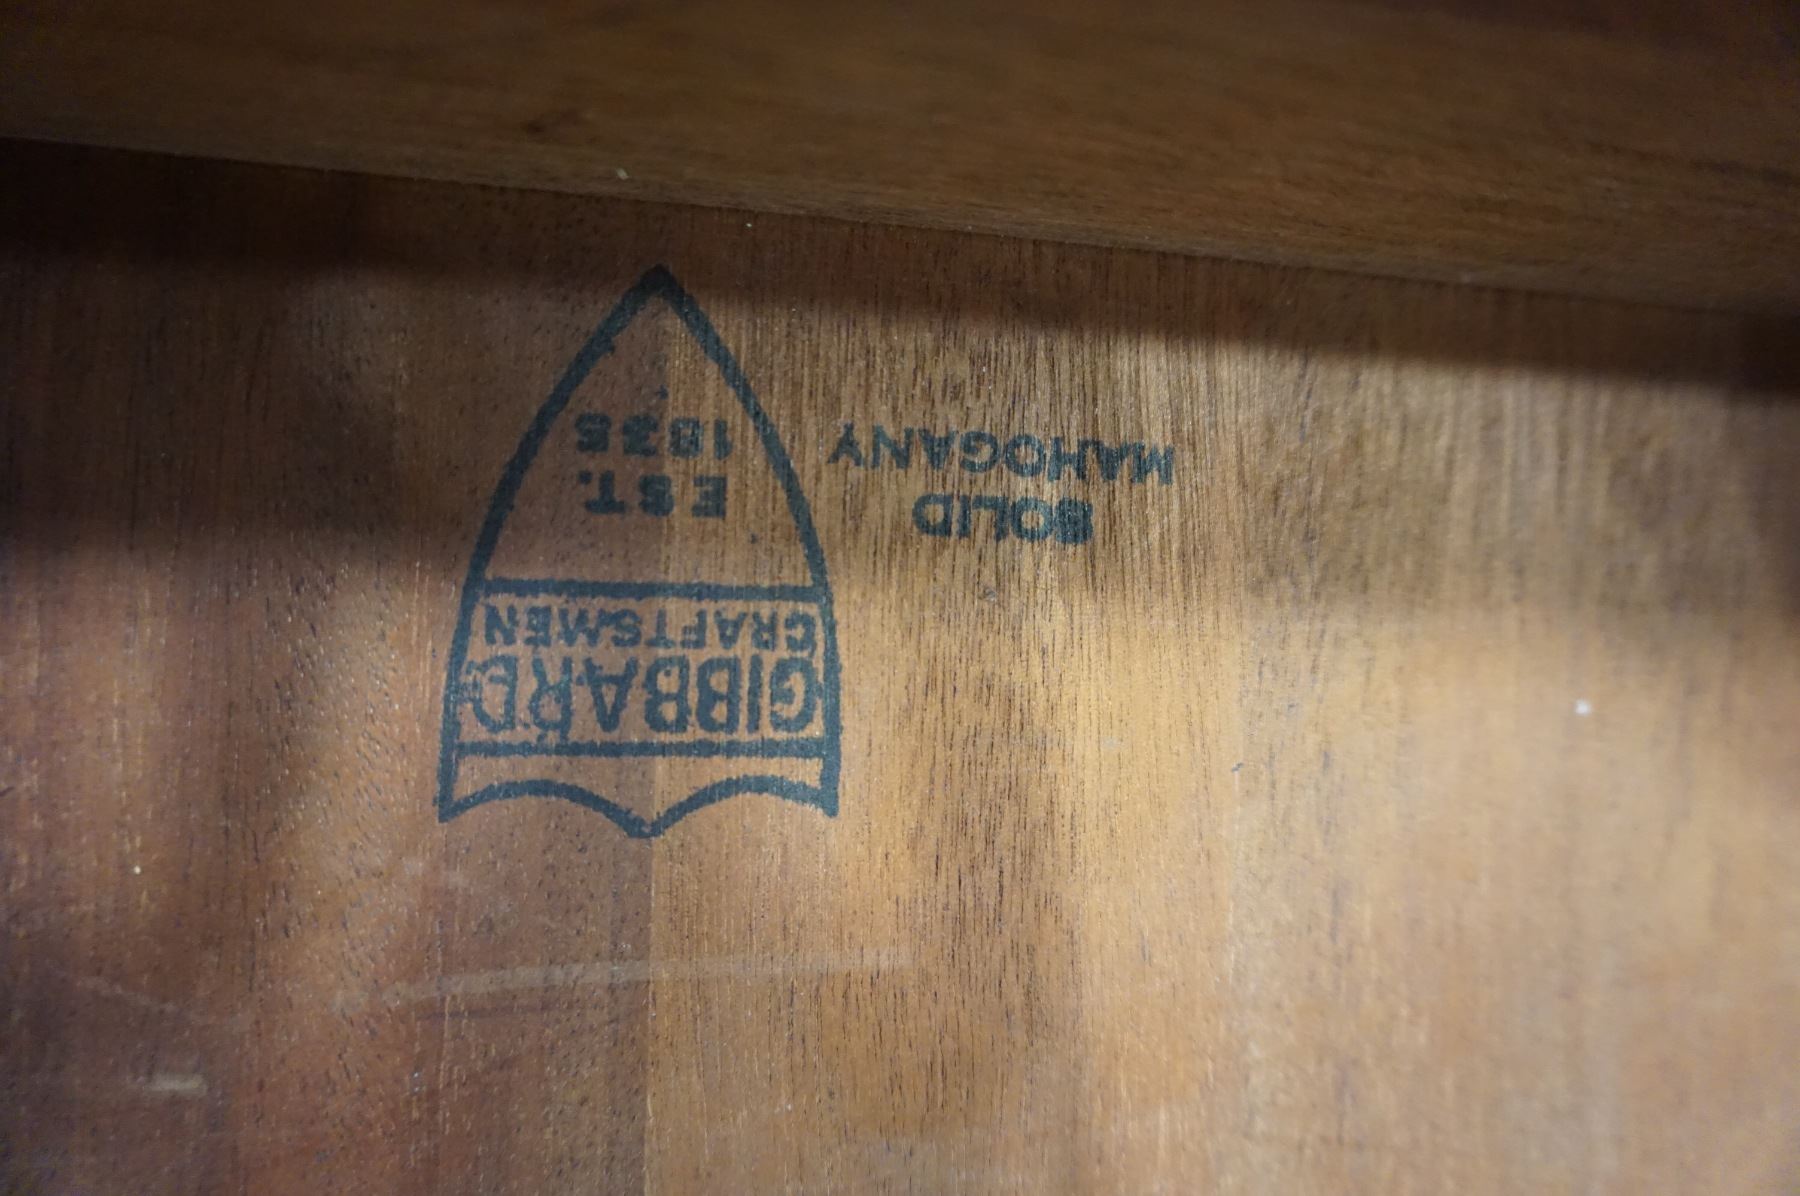 GIBBARD
CRAFTSMEN
EST.
1835
SOLID
MAHOGANY